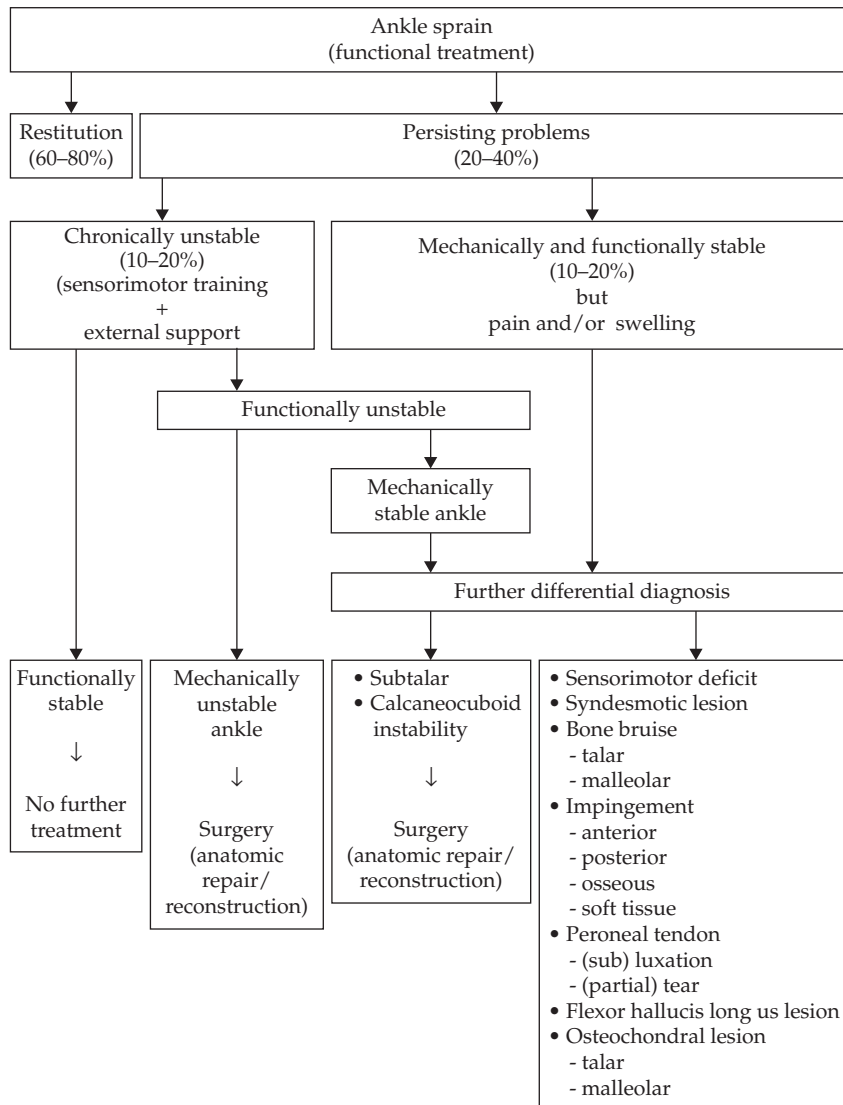 Ankle sprain
(functional treatment)
Restitution
(60–80%)
Persisting problems
(20–40%)
Chronically unstable
(10–20%)
(sensorimotor training
+
external support
Mechanically and functionally stable
(10–20%)
but
pain and/or swelling
Functionally unstable
Mechanically
stable ankle
Further differential diagnosis
Functionally
stable
↓
No further
treatment
Mechanically
unstable
ankle
↓
Surgery
(anatomic
repair/
reconstruction)
• Subtalar
• Calcaneocuboid
instability
↓
Surgery
(anatomic repair/
reconstruction)
• Sensorimotor deficit
• Syndesmotic lesion
• Bone bruise
- talar
- malleolar
• Impingement
- anterior
- posterior
- osseous
- soft tissue
• Peroneal tendon
- (sub) luxation
- (partial) tear
• Flexor hallucis long us lesion
• Osteochondral lesion
- talar
- malleolar